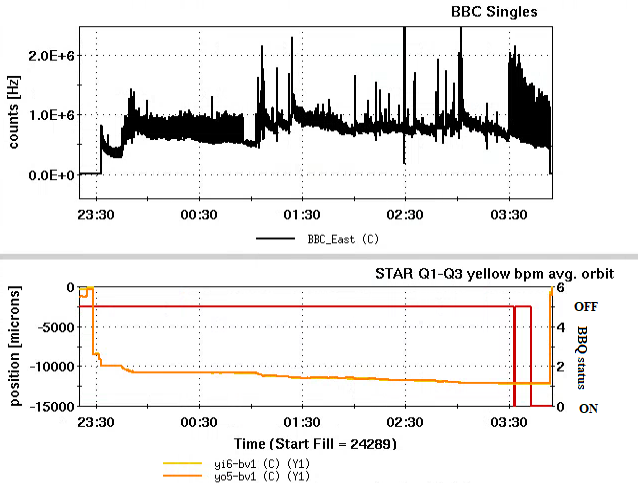 BBC Singles
2.0E+6
1.0E+6
0.0E+0
counts [Hz]
23:30 00:30 01:30 02:30 03:30
BBC_East (C)
STAR Q1-Q3 yellow bpm avg. orbit
0
-5000
-10000
-15000
position [microns]
6
4
2
0
OFF
BBQ status
ON
23:30 00:30 01:30 02:30 03:30
Time (Start Fill = 24289)
yi6-bv1 (C) (Y1)
yo5-bv1 (C) (Y1)